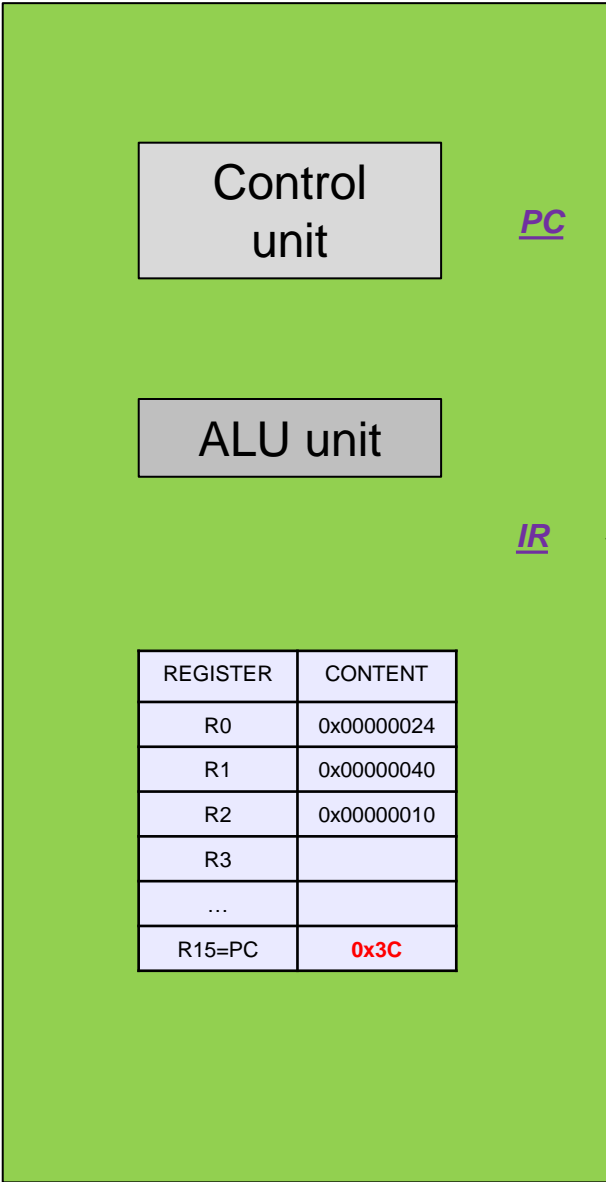 Control
unit
PC
ALU unit
IR
REGISTER CONTENT
R0 0x00000024
R1 0x00000040
R2 0x00000010
R3
…
R15=PC 0x3C